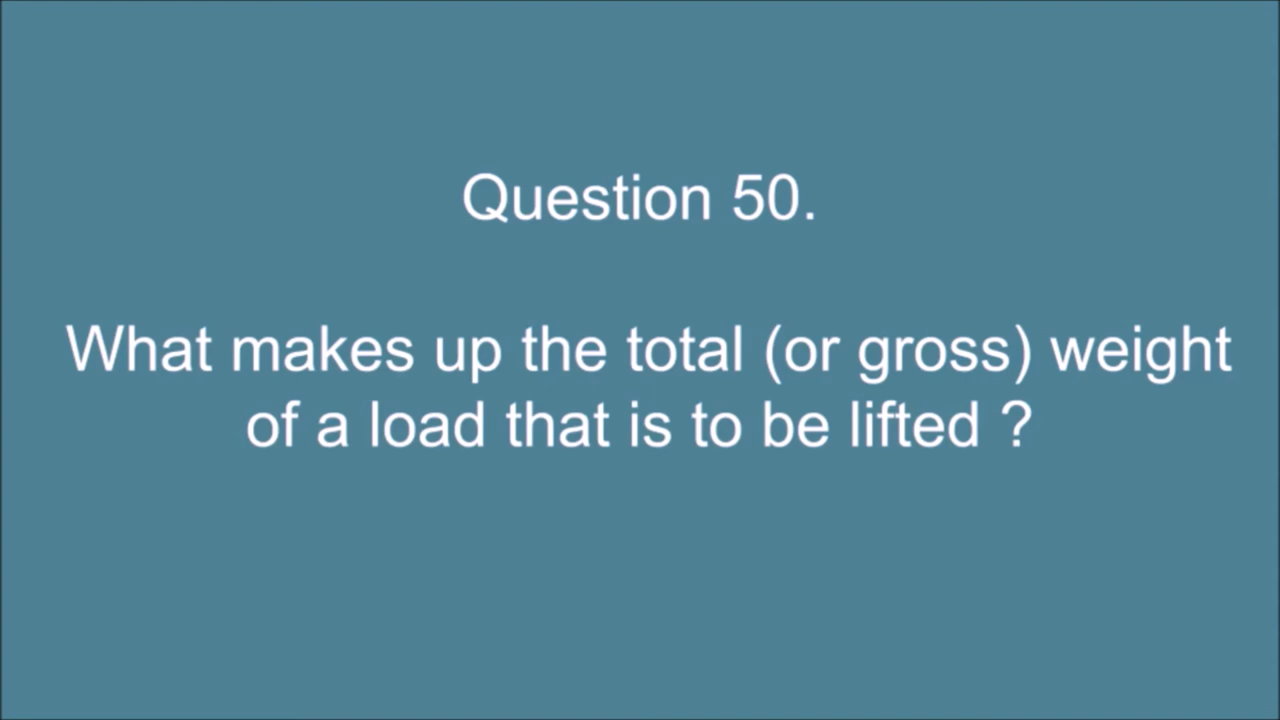 Question 50.
What makes up the total (or gross) weight
of a load that is to be lifted ?